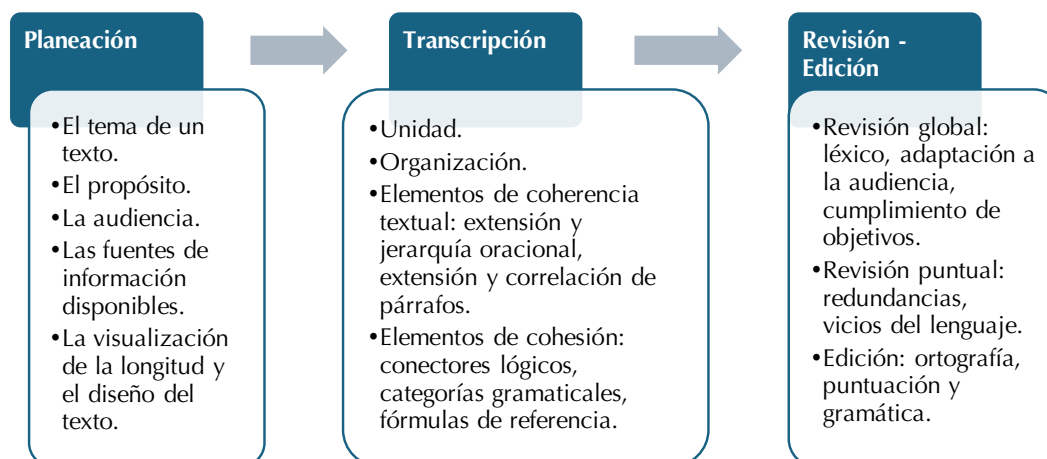 Planeación
•El tema de un
texto.
•El propósito.
•La audiencia.
•Las fuentes de
información
disponibles.
•La visualización
de la longitud y
el diseño del
texto.
Transcripción
•Unidad.
•Organización.
•Elementos de coherencia
textual: extensión y
jerarquía oracional,
extensión y correlación de
párrafos.
•Elementos de cohesión:
conectores lógicos,
categorías gramaticales,
fórmulas de referencia.
Revisión -
Edición
•Revisión global:
léxico, adaptación a
la audiencia,
cumplimiento de
objetivos.
•Revisión puntual:
redundancias,
vicios del lenguaje.
•Edición: ortografía,
puntuación y
gramática.